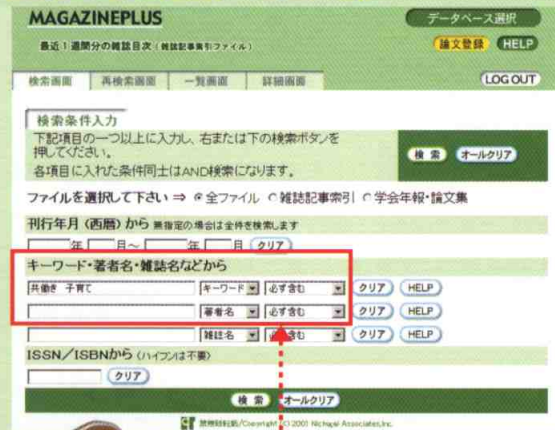 MAGAZINEPLUS
データベース選択
最近1週間分の雑誌目次(雑誌記事索引ファイル)
論文登録 HELP
検索画面 再検索画面 一覧画面 詳細画面 LOG OUT
検索条件入力
下記項目の一つ以上に入力し、右または下の検索ボタンを
押してください。
各項目に入れた条件同士はAND検索になります。
検索 オールクリア
ファイルを選択して下さい ⇒ 全ファイル 雑誌記事索引 学会年報・論文集
刊行年月(西暦)から 無指定の場合は全件を検索します
年 月~ 年 月 クリア
キーワード・著者名・雑誌名などから
共働き 子育て キーワード 必ず含む クリア HELP
著者名 必ず含む クリア HELP
雑誌名 必ず含む クリア HELP
ISSN/ISBNから(ハイフンは不要)
クリア
検索 オールクリア
Copyright (C) 2001 Nichigai Associates, Inc.